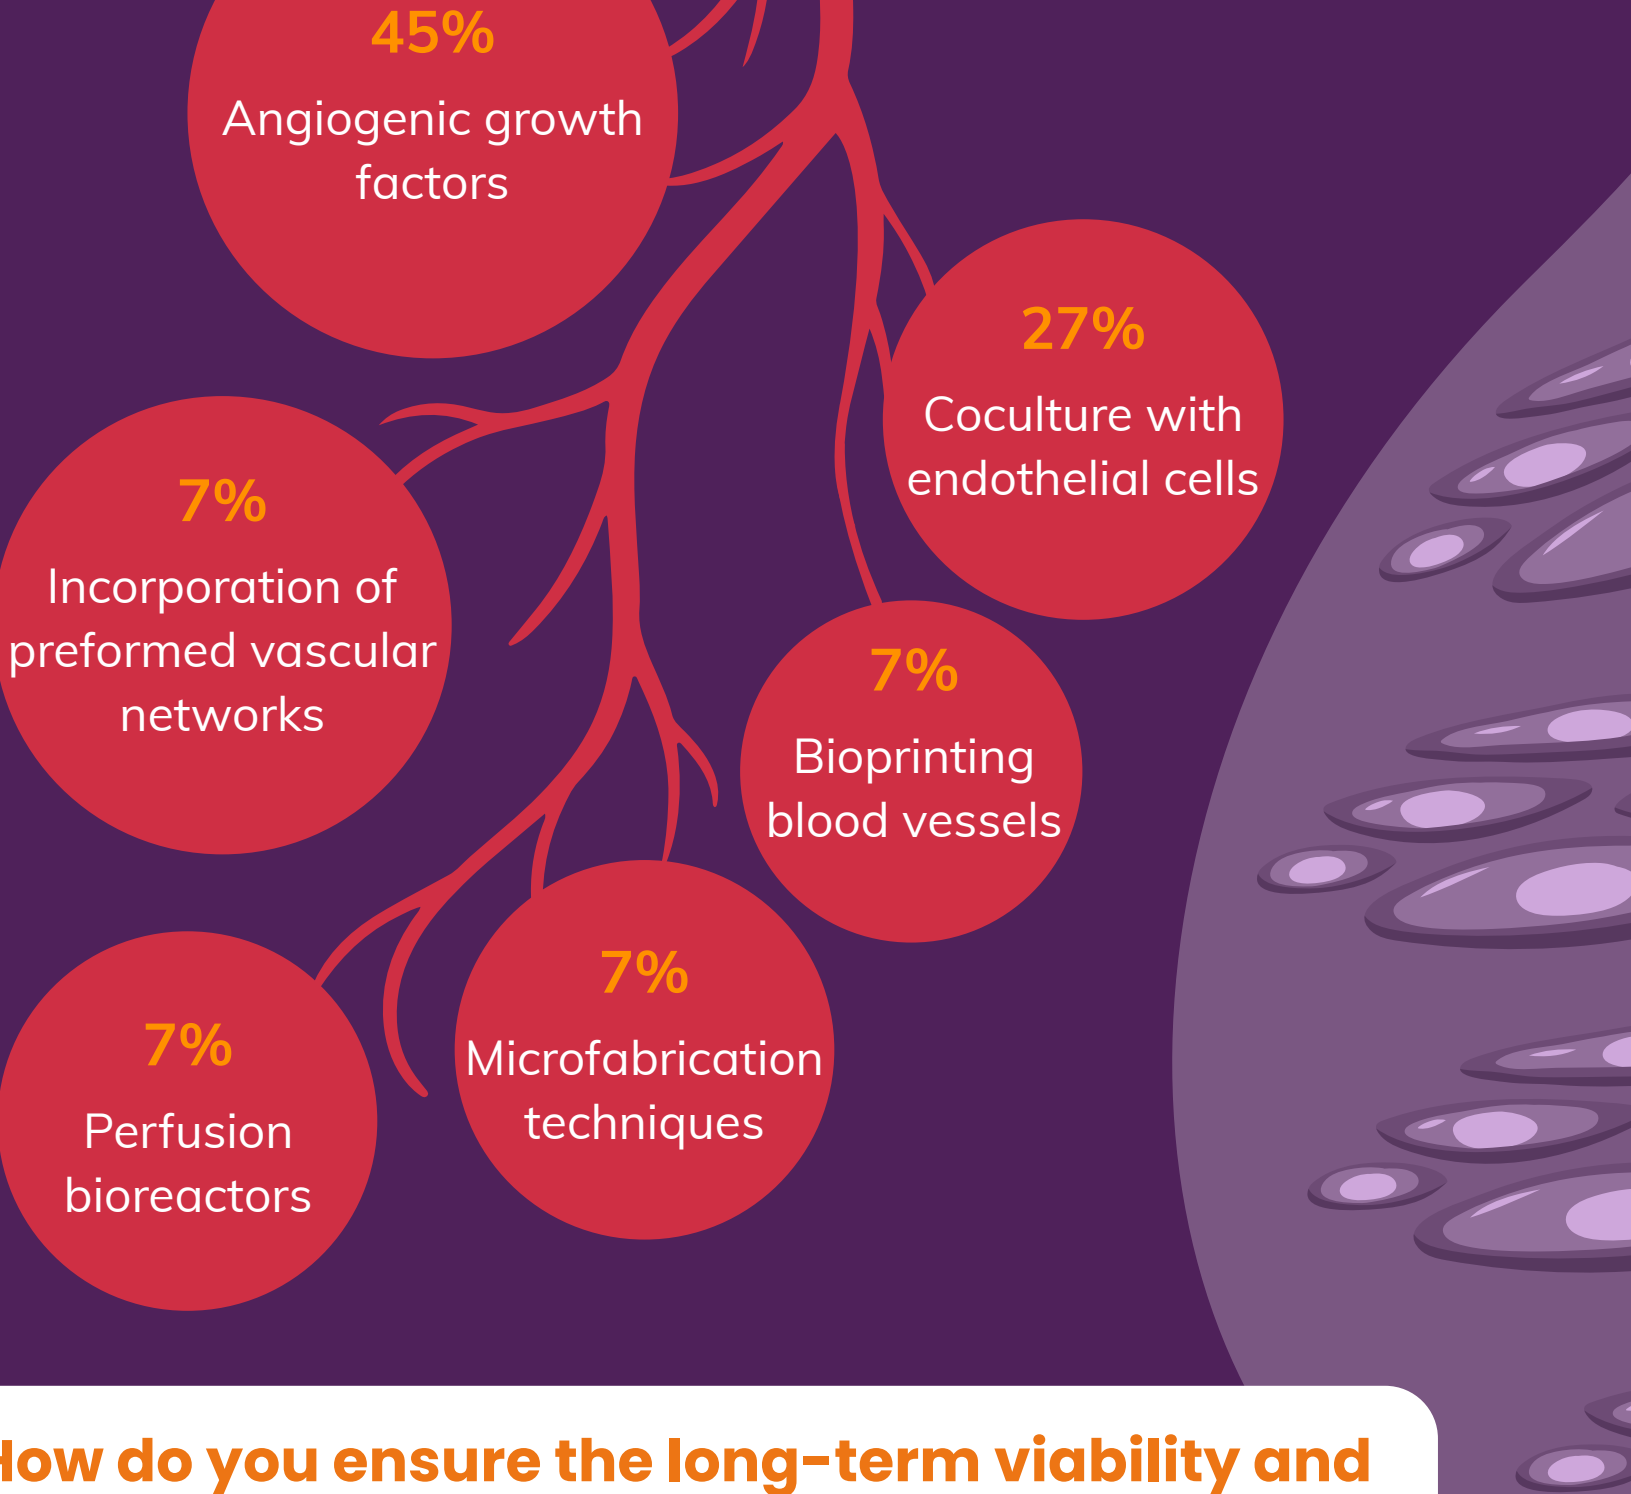 45%
Angiogenic growth
factors
27%
Coculture with
endothelial cells
7%
Incorporation of
preformed vascular
networks
7%
Bioprinting
blood vessels
7%
Microfabrication
techniques
7%
Perfusion
bioreactors
How do you ensure the long-term viability and